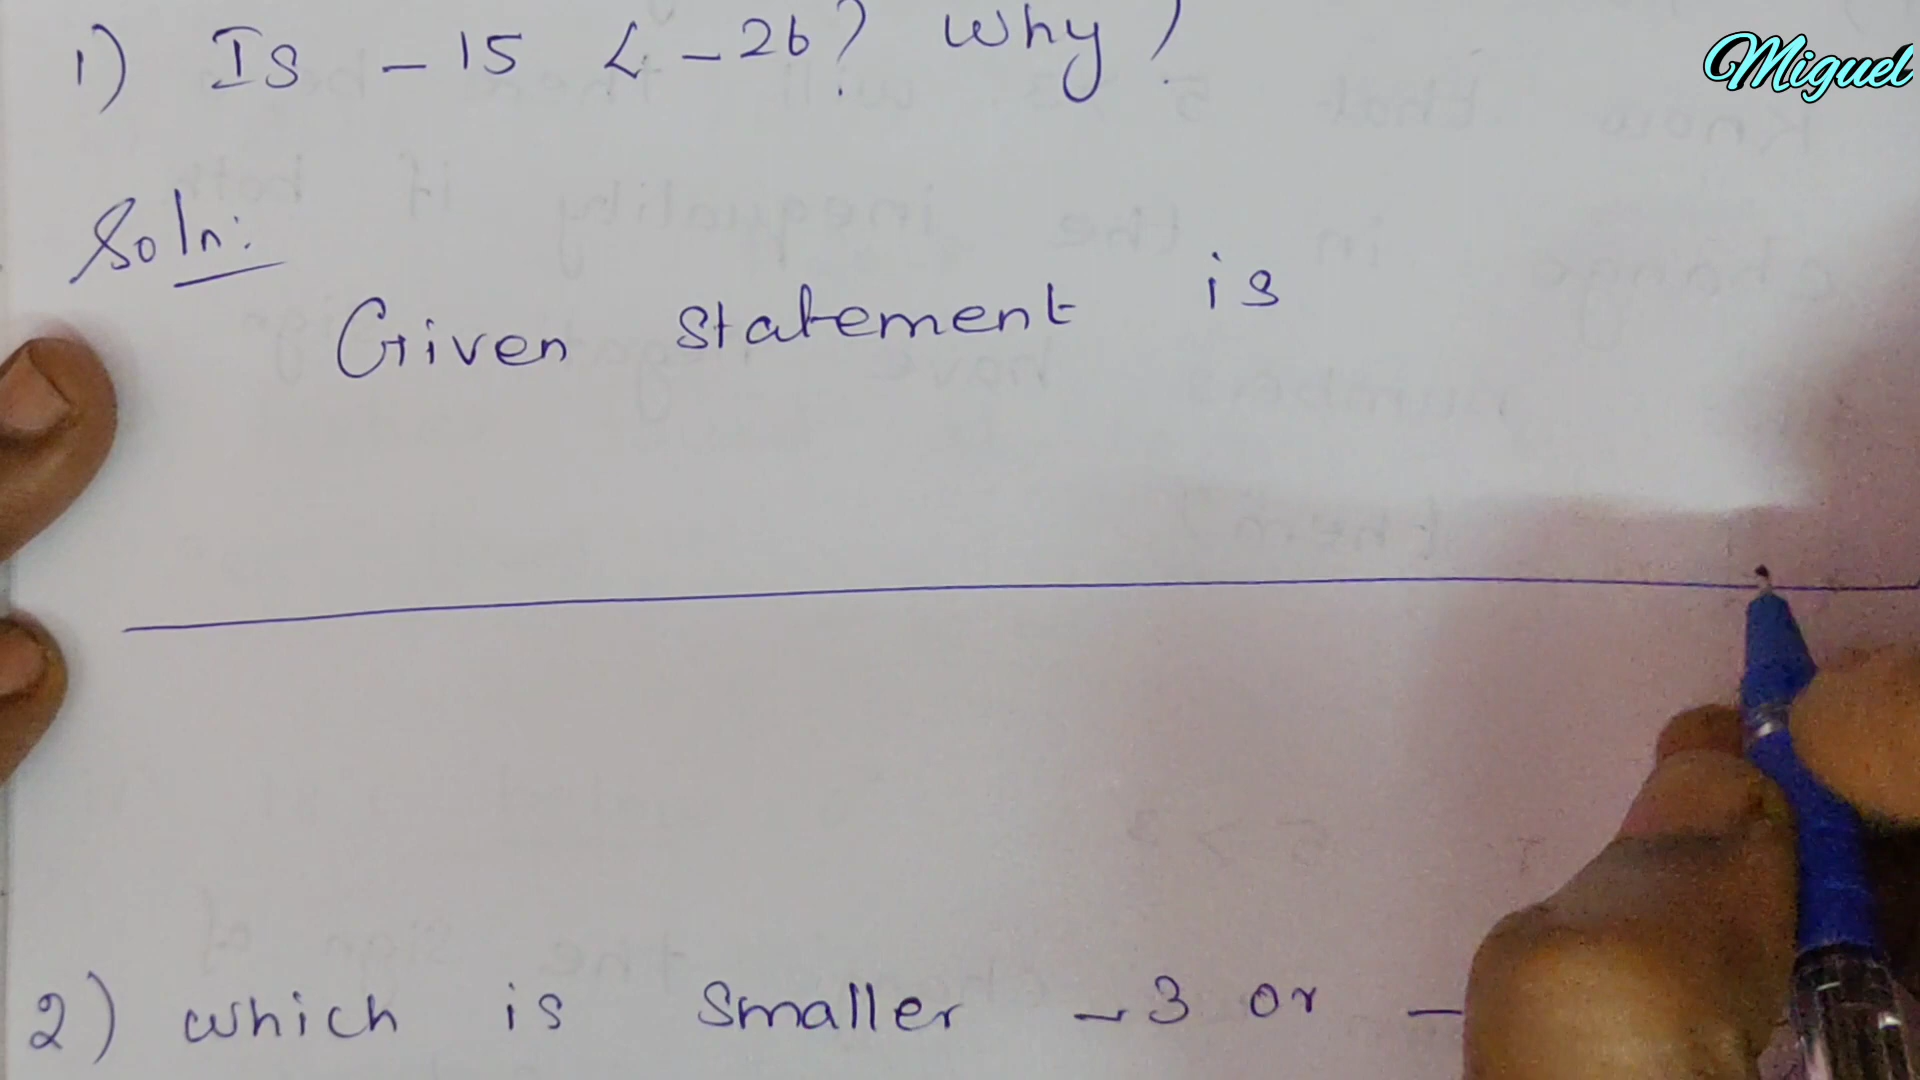 1) Is -15 < -26? Why?
Miguel
Soln:
Given statement is
2) which is smaller -3 or -